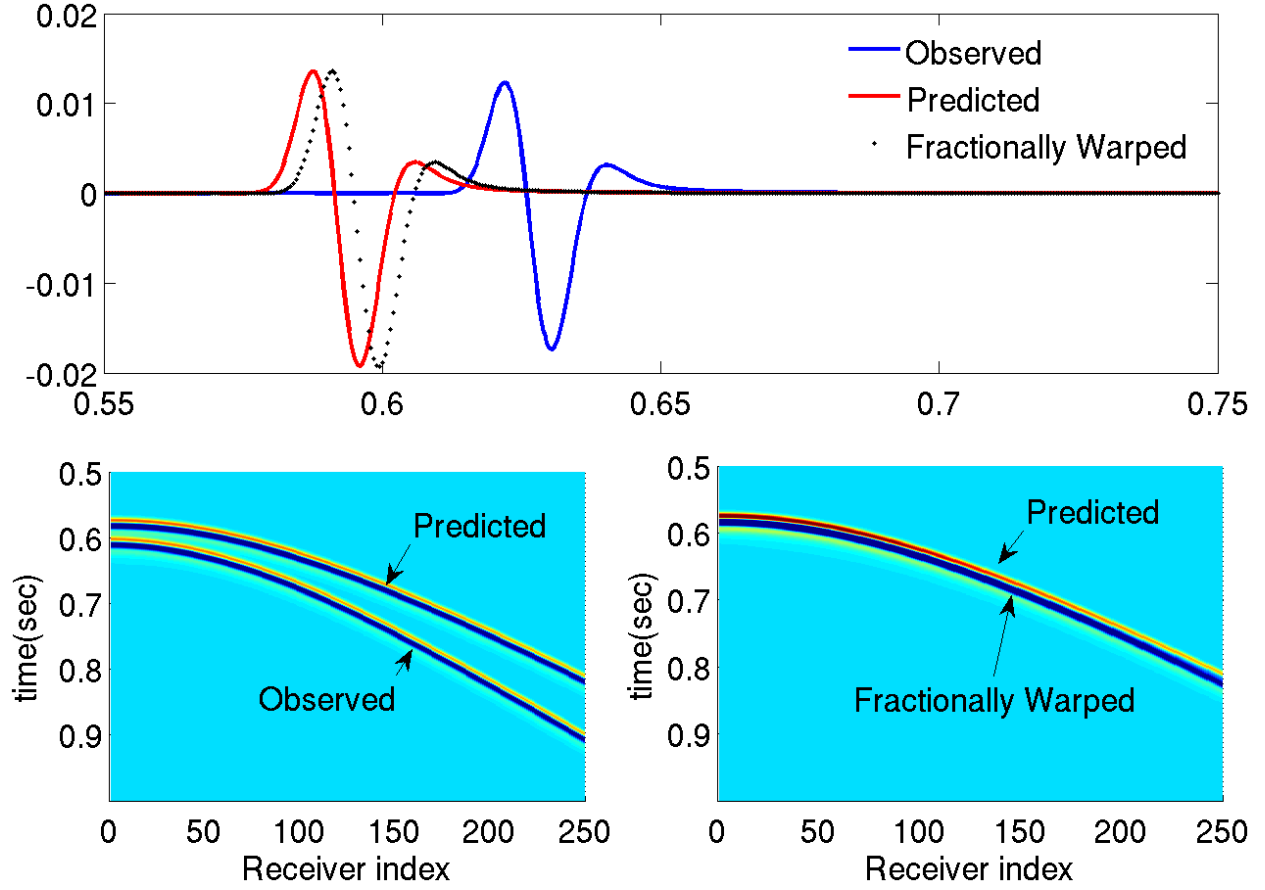 0.02
0.01
0
-0.01
-0.02
Observed
Predicted
Fractionally Warped
0.55 0.6 0.65 0.7 0.75
0.5
0.6
0.7
0.8
0.9
time(sec)
Predicted
Observed
0 50 100 150 200 250
Receiver index
0.5
0.6
0.7
0.8
0.9
time(sec)
Predicted
Fractionally Warped
0 50 100 150 200 250
Receiver index